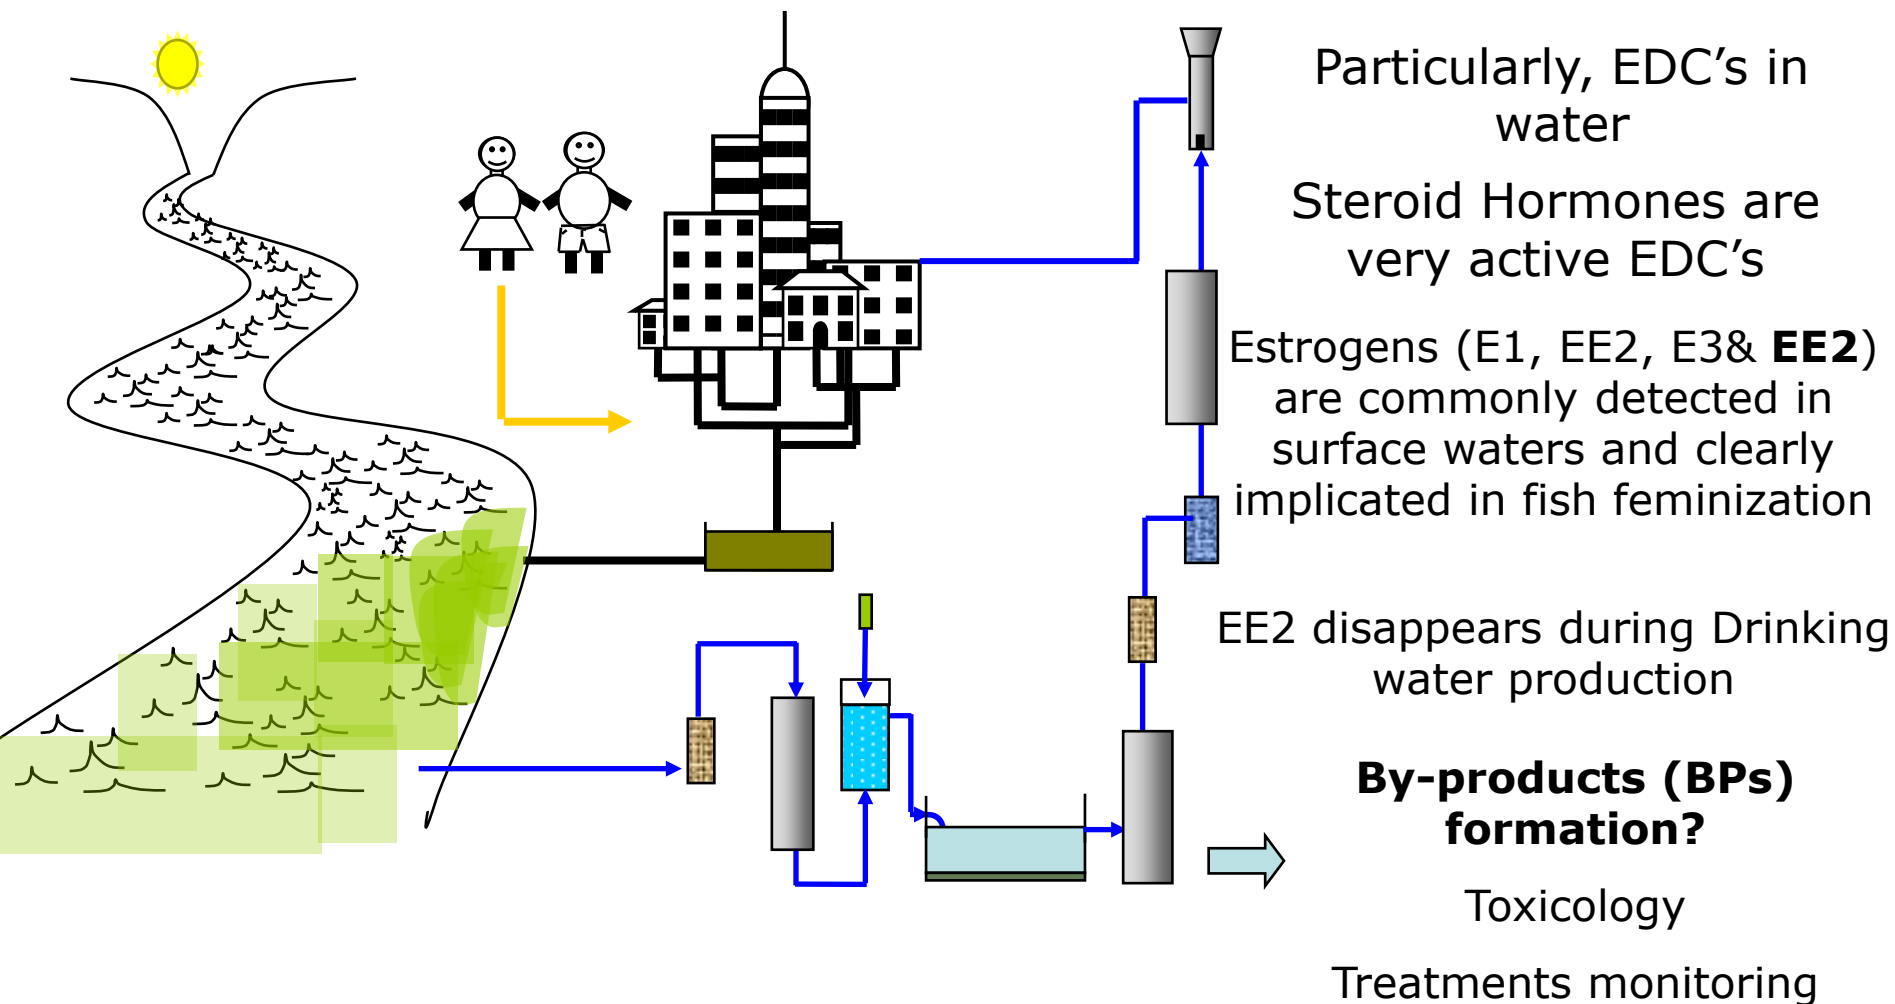 Particularly, EDC’s in
water
Steroid Hormones are
very active EDC’s
Estrogens (E1, EE2, E3& EE2)
are commonly detected in
surface waters and clearly
implicated in fish feminization
EE2 disappears during Drinking
water production
By-products (BPs)
formation?
Toxicology
Treatments monitoring